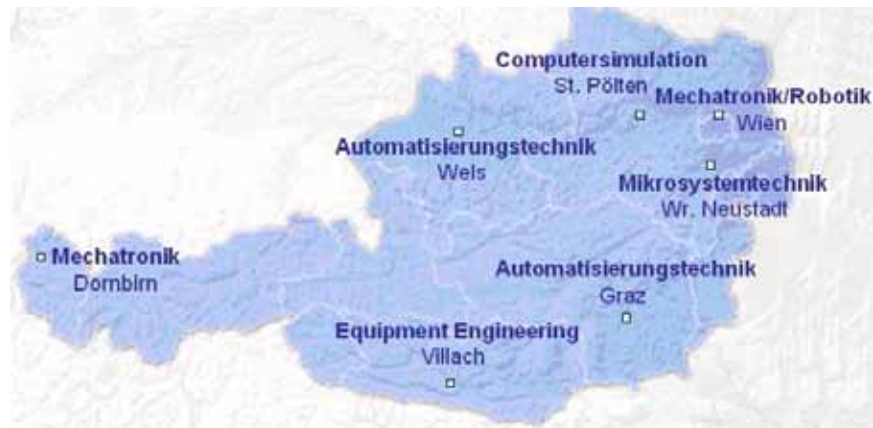 Computersimulation
St. Pölten
Mechatronik/Robotik
Wien
Automatisierungstechnik
Wels
Mikrosystemtechnik
Wr. Neustadt
Mechatronik
Dornbirn
Automatisierungstechnik
Graz
Equipment Engineering
Villach